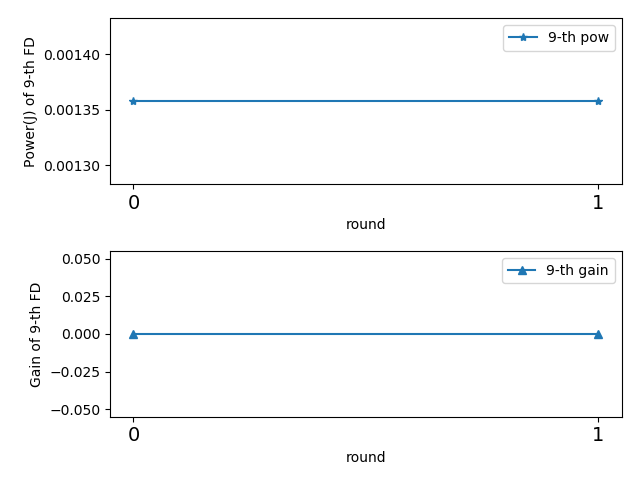 9-th pow
Power(J) of 9-th FD
0.00140
0.00135
0.00130
0
1
round
9-th gain
Gain of 9-th FD
0.050
0.025
0.000
−0.025
−0.050
0
1
round